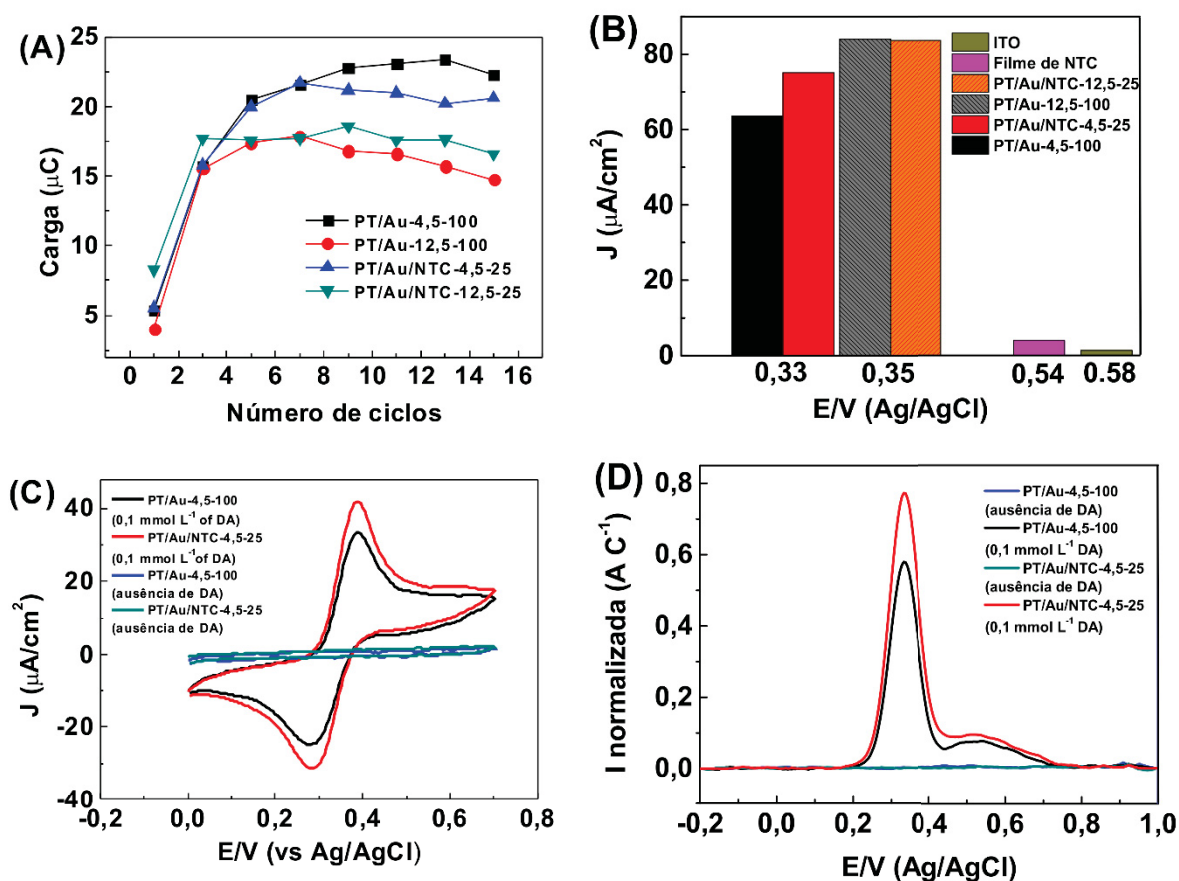 (A)
25
20
15
10
5
Carga (μC)
PT/Au-4,5-100
PT/Au-12,5-100
PT/Au/NTC-4,5-25
PT/Au/NTC-12,5-25
0 2 4 6 8 10 12 14 16
Número de ciclos
(B)
80
60
40
20
0
J (μA/cm²)
ITO
Filme de NTC
PT/Au/NTC-12,5-25
PT/Au-12,5-100
PT/Au/NTC-4,5-25
PT/Au-4,5-100
0,33 0,35 0,54 0.58
E/V (Ag/AgCl)
(C)
40
20
0
-20
-40
J (μA/cm²)
PT/Au-4,5-100
(0,1 mmol L⁻¹ of DA)
PT/Au/NTC-4,5-25
(0,1 mmol L⁻¹ of DA)
PT/Au-4,5-100
(ausência de DA)
PT/Au/NTC-4,5-25
(ausência de DA)
-0,2 0,0 0,2 0,4 0,6 0,8
E/V (vs Ag/AgCl)
(D)
0,8
0,6
0,4
0,2
0,0
I normalizada (A C⁻¹)
PT/Au-4,5-100
(ausência de DA)
PT/Au-4,5-100
(0,1 mmol L⁻¹ DA)
PT/Au/NTC-4,5-25
(ausência de DA)
PT/Au/NTC-4,5-25
(0,1 mmol L⁻¹ DA)
-0,2 0,0 0,2 0,4 0,6 0,8 1,0
E/V (Ag/AgCl)